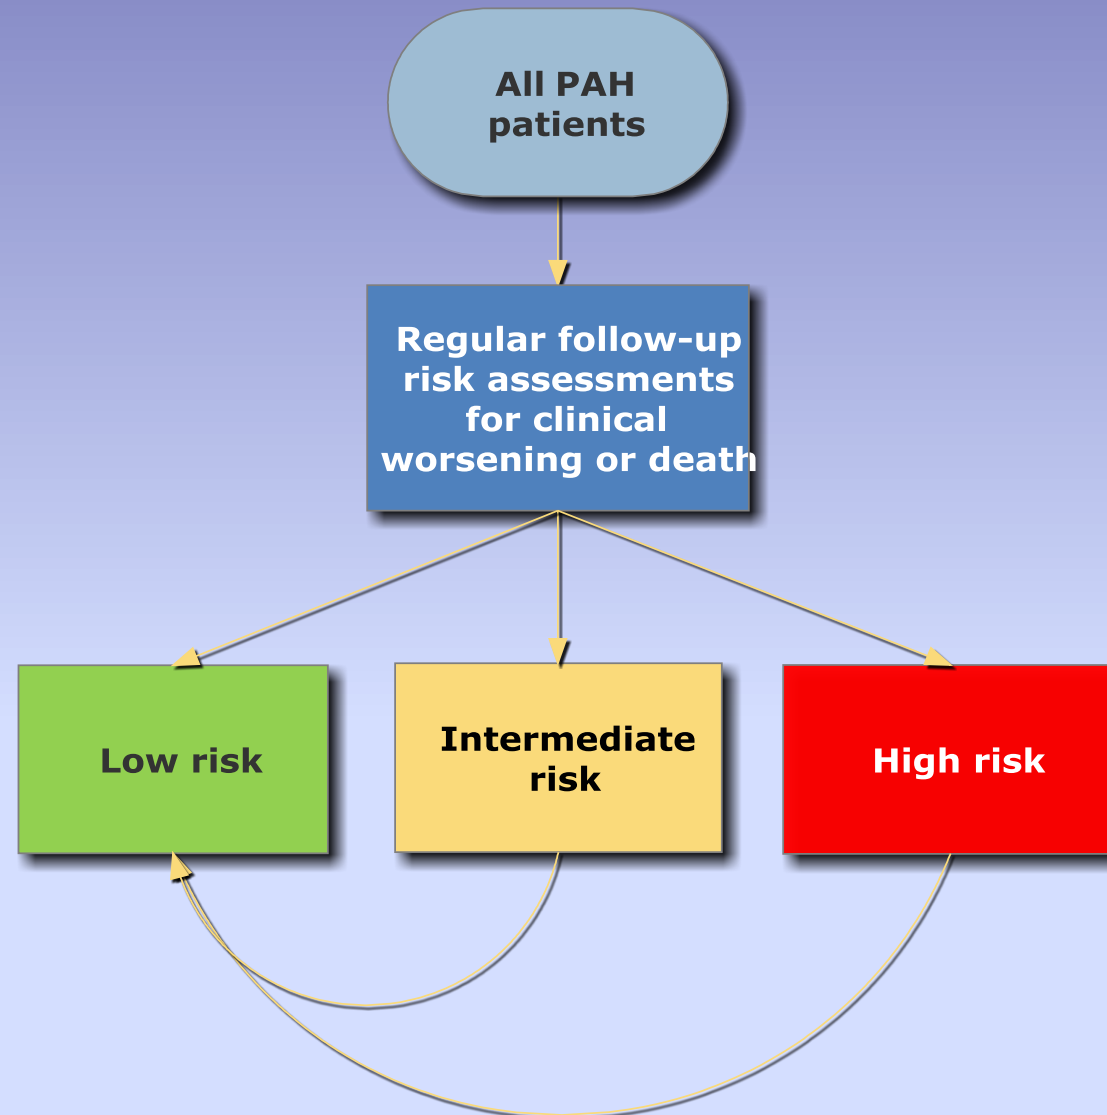 All PAH
patients
Regular follow-up
risk assessments
for clinical
worsening or death
Low risk
Intermediate
risk
High risk